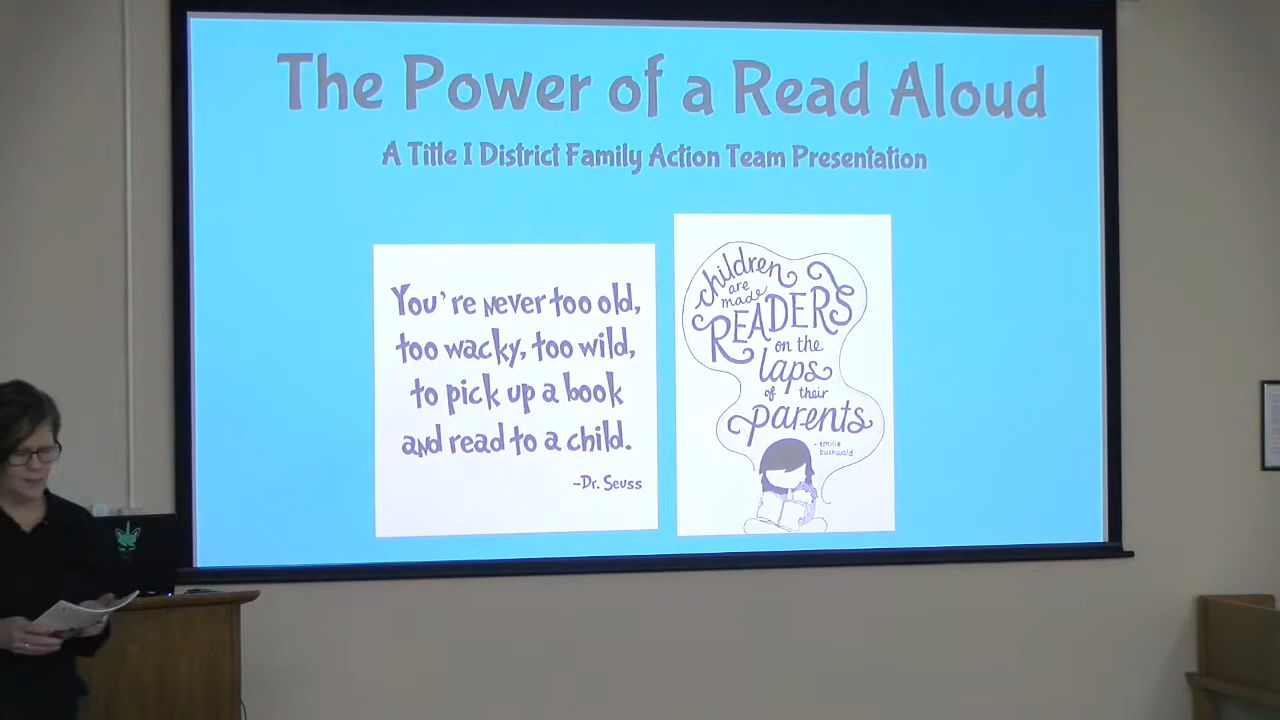 The Power of a Read Aloud
A Title I District Family Action Team Presentation
You're never too old,
too wacky, too wild,
to pick up a book
and read to a child.
-Dr. Seuss
children
are
made
READERS
on the
laps
of their
parents
- emilie
buchwald